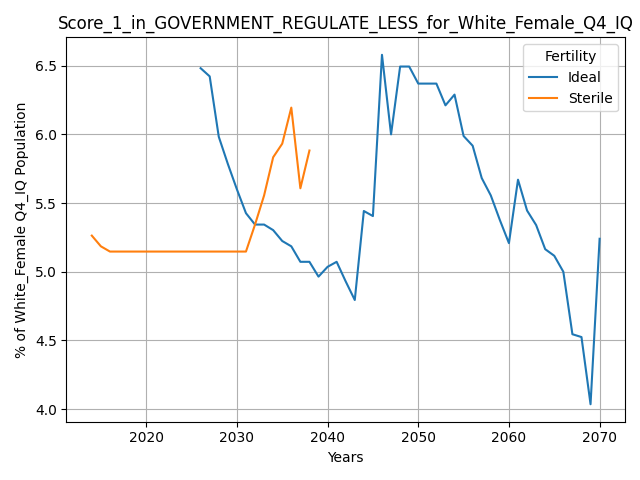 Score_1_in_GOVERNMENT_REGULATE_LESS_for_White_Female_Q4_IQ
Fertility
Ideal
Sterile
% of White_Female Q4_IQ Population
6.5
6.0
5.5
5.0
4.5
4.0
2020
2030
2040
2050
2060
2070
Years